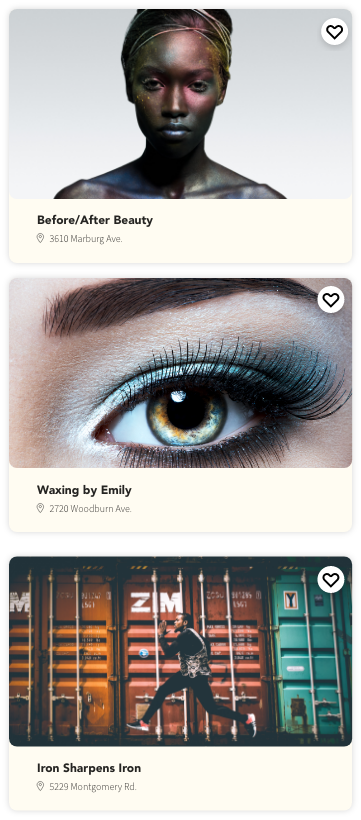 Before/After Beauty
3610 Marburg Ave.
Waxing by Emily
2720 Woodburn Ave.
M
ZIM
Y
Iron Sharpens Iron
5229 Montgomery Rd.